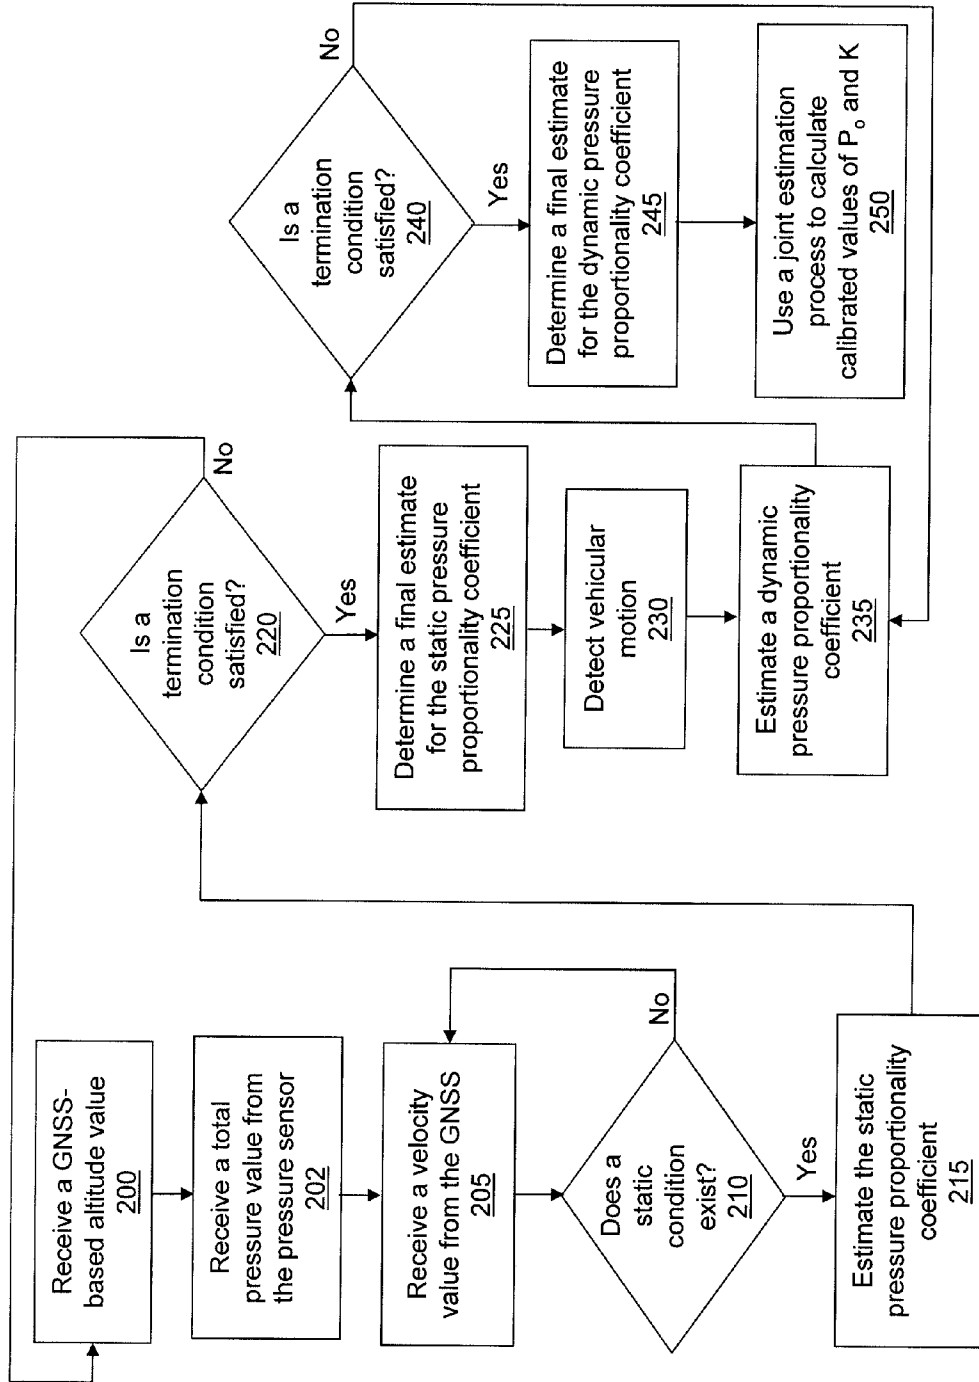 Receive a GNSS-
based altitude value
200
Receive a total
pressure value from
the pressure sensor
202
Receive a velocity
value from the GNSS
205
Does a
static
condition
exist?
210
No
Yes
Estimate the static
pressure proportionality
coefficient
215
Is a
termination
condition
satisfied?
220
No
Yes
Determine a final estimate
for the static pressure
proportionality coefficient
225
Detect vehicular
motion
230
Estimate a dynamic
pressure proportionality
coefficient
235
Is a
termination
condition
satisfied?
240
No
Yes
Determine a final estimate
for the dynamic pressure
proportionality coefficient
245
Use a joint estimation
process to calculate
calibrated values of Po and K
250